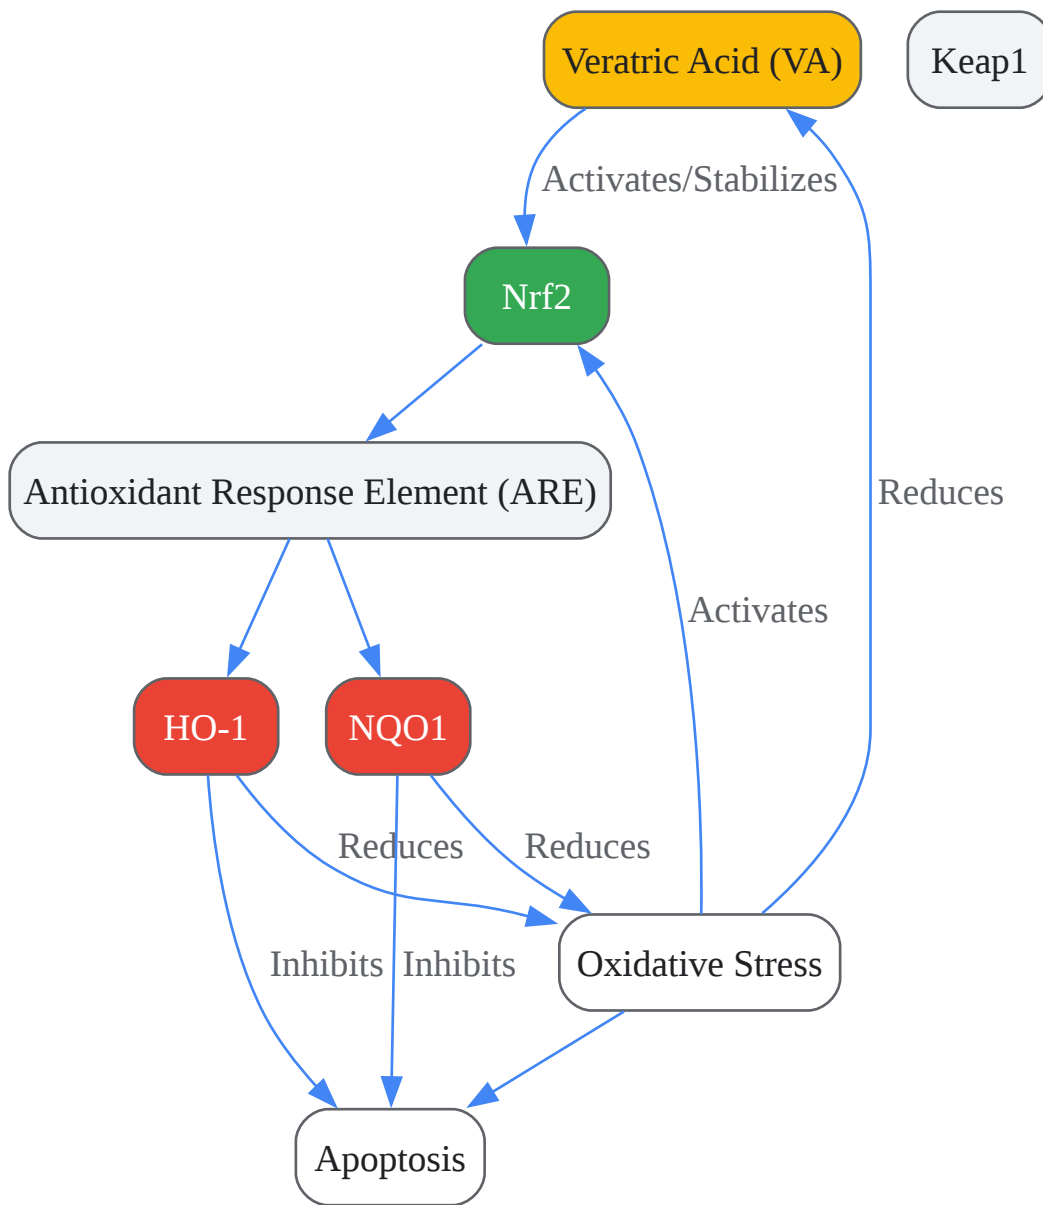 Veratric Acid (VA)
Keap1
Activates/Stabilizes
Nrf2
Antioxidant Response Element (ARE)
Reduces
Activates
HO-1
NQO1
Reduces
Reduces
Inhibits
Inhibits
Oxidative Stress
Apoptosis